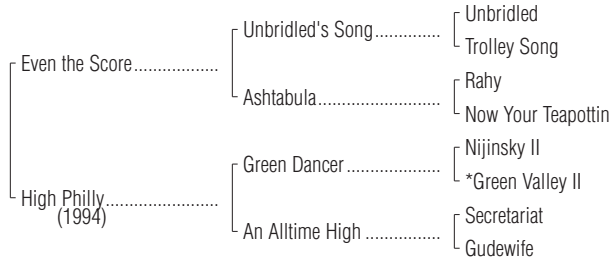 Unbridled
Unbridled's Song..............
Trolley Song
Even the Score..................
Rahy
Ashtabula..........................
Now Your Teapottin
Nijinsky II
Green Dancer ....................
*Green Valley II
High Philly........................
(1994)
Secretariat
An Alltime High ................
Gudewife